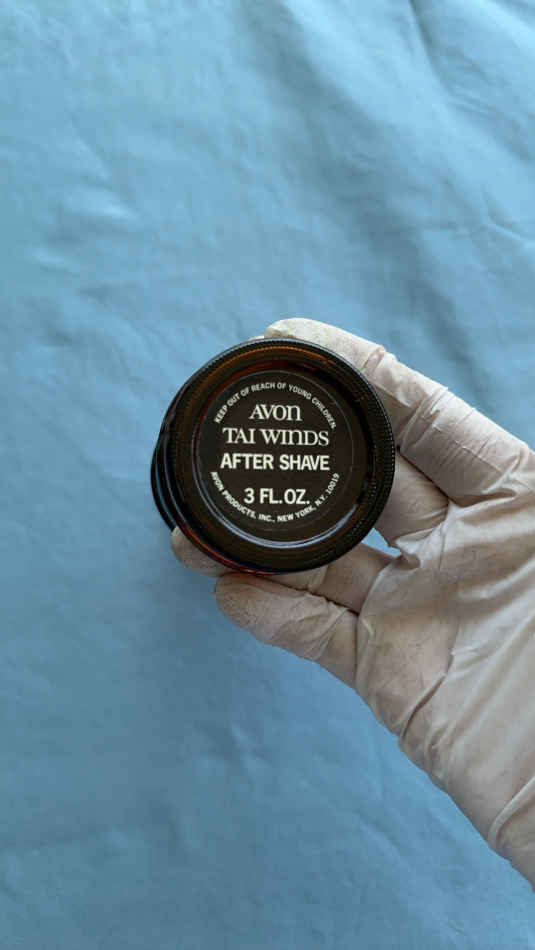 KEEP OUT OF REACH OF YOUNG CHILDREN.
AVON
TAI WINDS
AFTER SHAVE
3 FL.OZ.
AVON PRODUCTS, INC., NEW YORK, N.Y. 10019